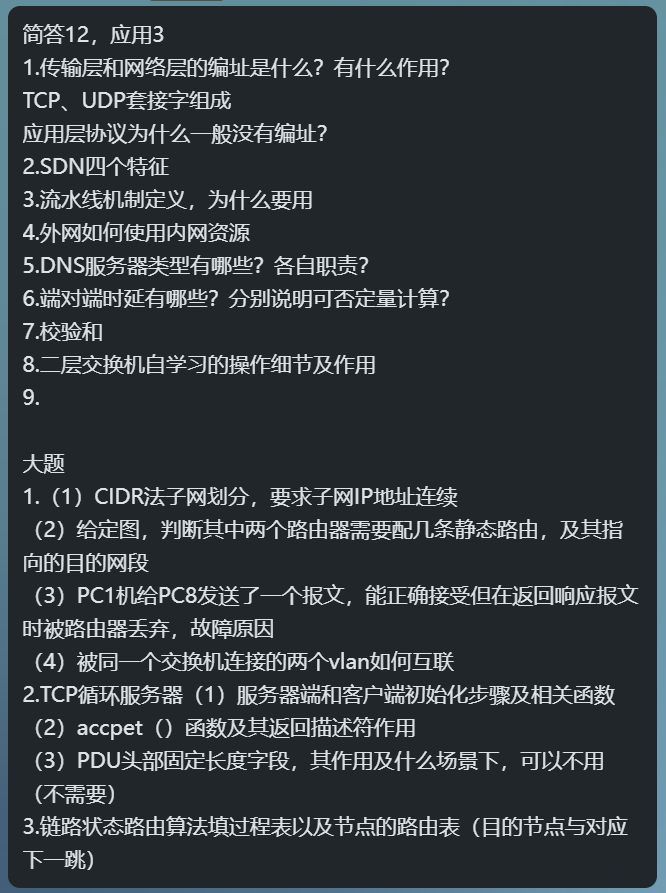 简答12，应用3
1.传输层和网络层的编址是什么？有什么作用？
TCP、UDP套接字组成
应用层协议为什么一般没有编址？
2.SDN四个特征
3.流水线机制定义，为什么要用
4.外网如何使用内网资源
5.DNS服务器类型有哪些？各自职责？
6.端对端时延有哪些？分别说明可否定量计算？
7.校验和
8.二层交换机自学习的操作细节及作用
9.
大题
1.（1）CIDR法子网划分，要求子网IP地址连续
（2）给定图，判断其中两个路由器需要配几条静态路由，及其指
向的目的网段
（3）PC1机给PC8发送了一个报文，能正确接受但在返回响应报文
时被路由器丢弃，故障原因
（4）被同一个交换机连接的两个vlan如何互联
2.TCP循环服务器（1）服务器端和客户端初始化步骤及相关函数
（2）accpet（）函数及其返回描述符作用
（3）PDU头部固定长度字段，其作用及什么场景下，可以不用
（不需要）
3.链路状态路由算法填过程表以及节点的路由表（目的节点与对应
下一跳）